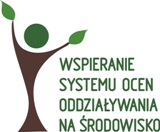 WSPIERANIE
SYSTEMU OCEN
ODDZIAŁYWANIA
NA ŚRODOWISKO